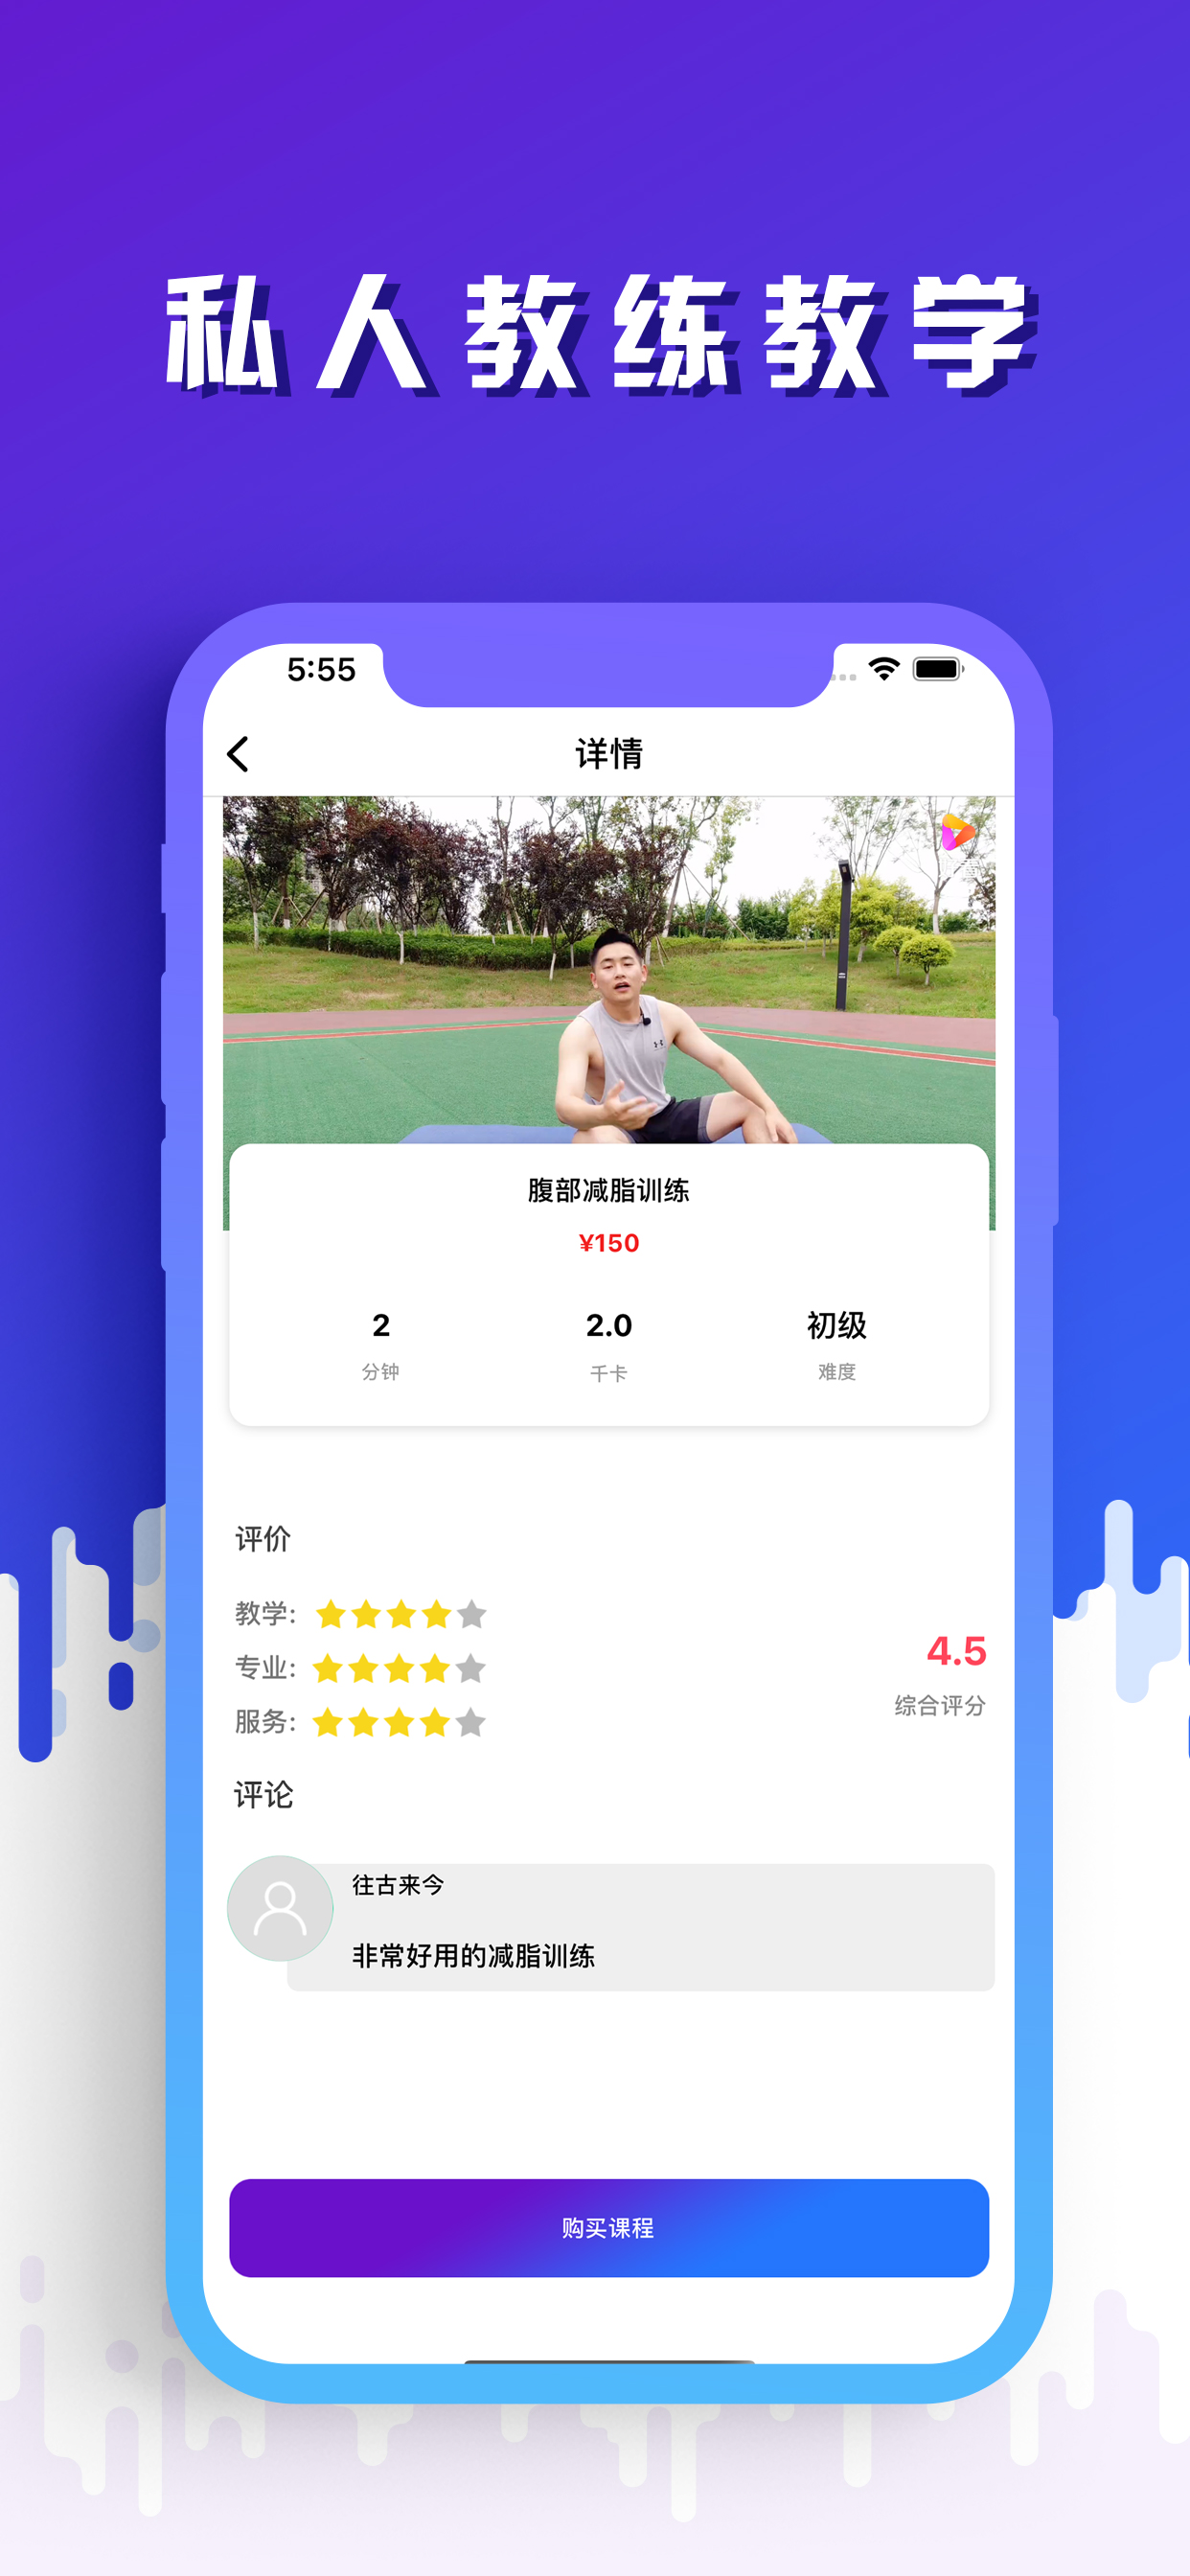 私人教练教学
5:55
详情
腹部减脂训练
¥150
2
2.0
初级
分钟
千卡
难度
评价
教学:
专业:
服务:
4.5
综合评分
评论
往古来今
非常好用的减脂训练
购买课程